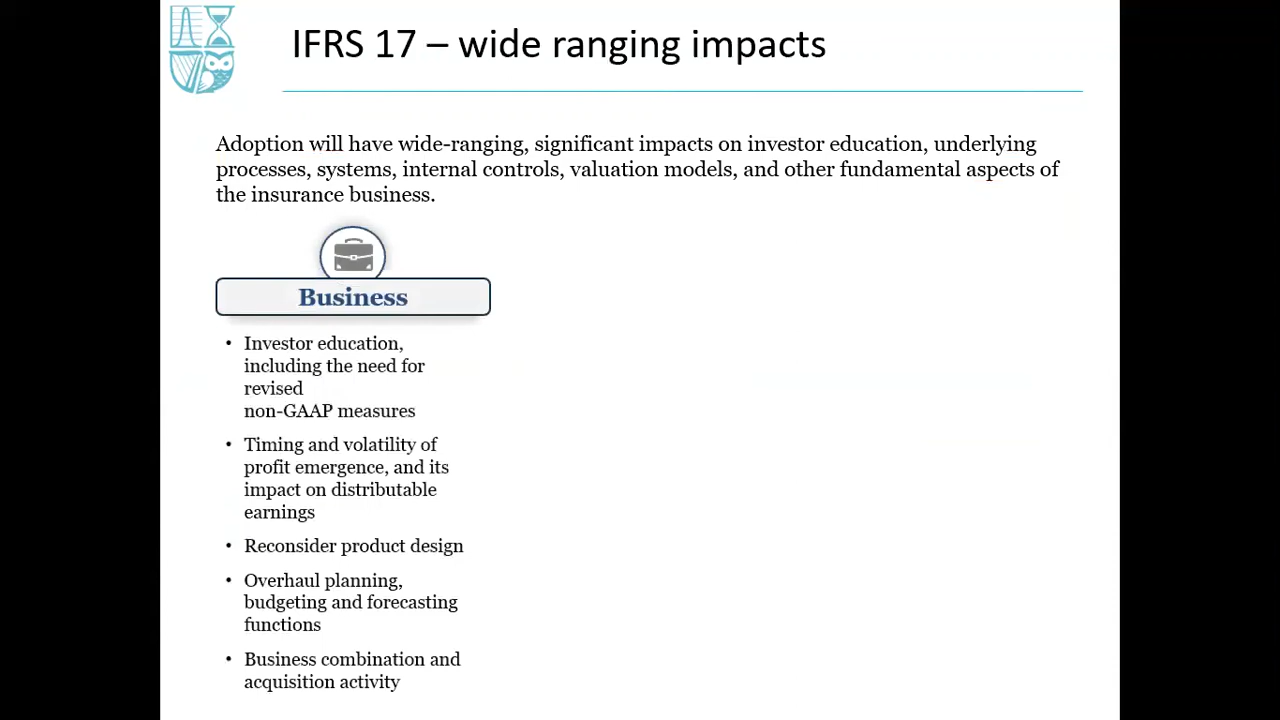 IFRS 17 – wide ranging impacts
Adoption will have wide-ranging, significant impacts on investor education, underlying
processes, systems, internal controls, valuation models, and other fundamental aspects of
the insurance business.
Business
• Investor education,
including the need for
revised
non-GAAP measures
• Timing and volatility of
profit emergence, and its
impact on distributable
earnings
• Reconsider product design
• Overhaul planning,
budgeting and forecasting
functions
• Business combination and
acquisition activity